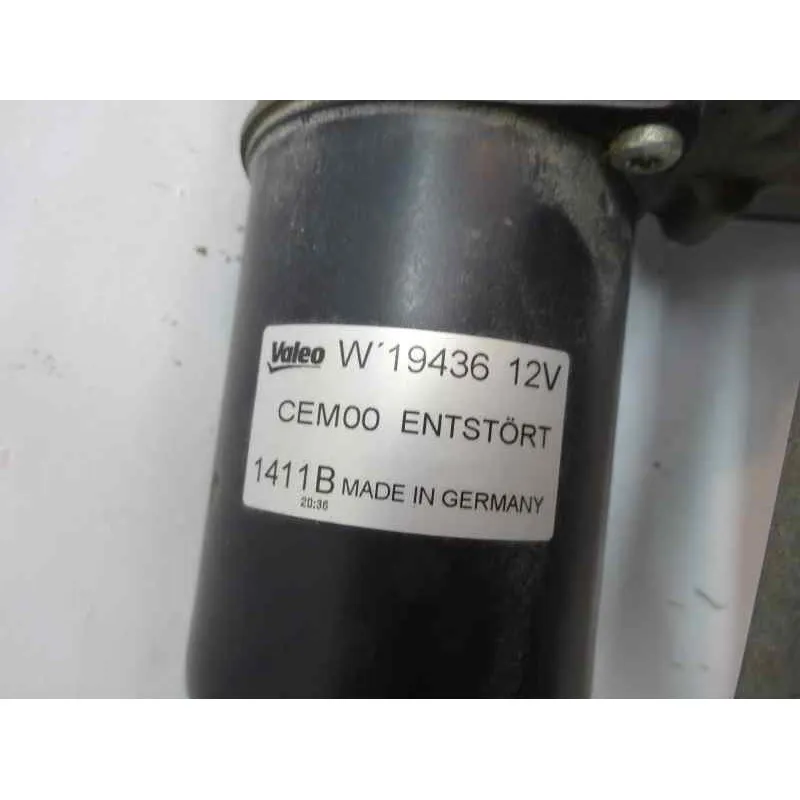 Valeo W´19436 12V
CEM00 ENTSTÖRT
1411B MADE IN GERMANY
20:36